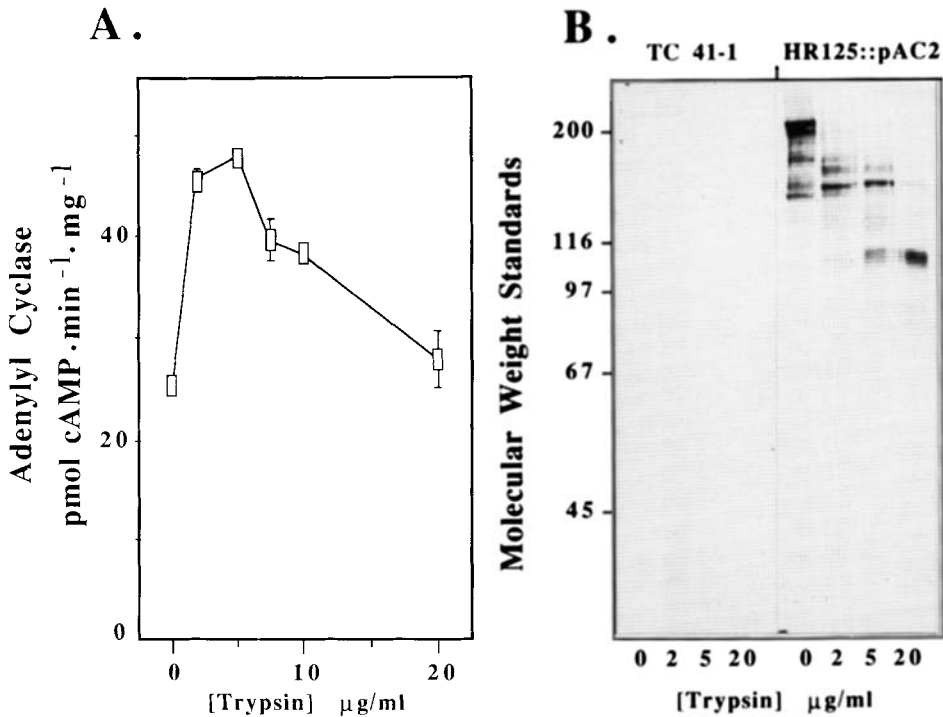 A .
Adenylyl Cyclase
pmol cAMP·min⁻¹·mg⁻¹
40
20
0
0 10 20
[Trypsin] μg/ml
B .
TC 41-1 HR125::pAC2
Molecular Weight Standards
200
116
97
67
45
0 2 5 20 0 2 5 20
[Trypsin] μg/ml